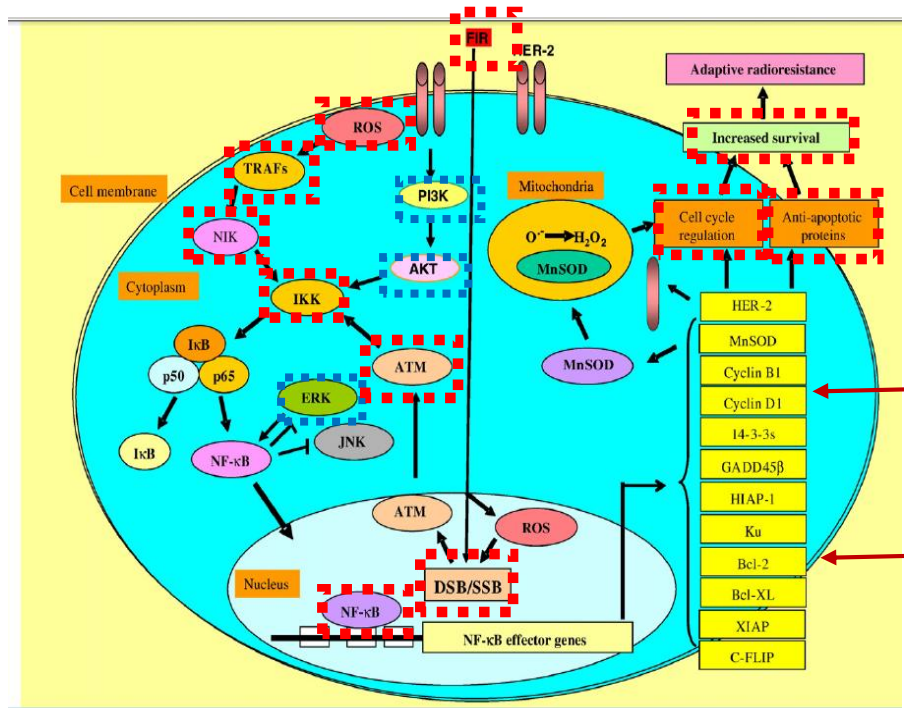 FIR
HER-2
Adaptive radioresistance
ROS
Increased survival
TRAFs
Cell membrane
PI3K
Mitochondria
Cell cycle
regulation
Anti-apoptotic
proteins
NIK
O·⁻ H₂O₂
AKT
MnSOD
Cytoplasm
IKK
HER-2
IκB
MnSOD
p50
p65
ATM
MnSOD
Cyclin B1
ERK
Cyclin D1
JNK
14-3-3s
IκB
NF-κB
GADD45β
HIAP-1
ATM
ROS
Ku
Bcl-2
Nucleus
DSB/SSB
Bcl-XL
NF-κB
XIAP
NF-κB effector genes
C-FLIP